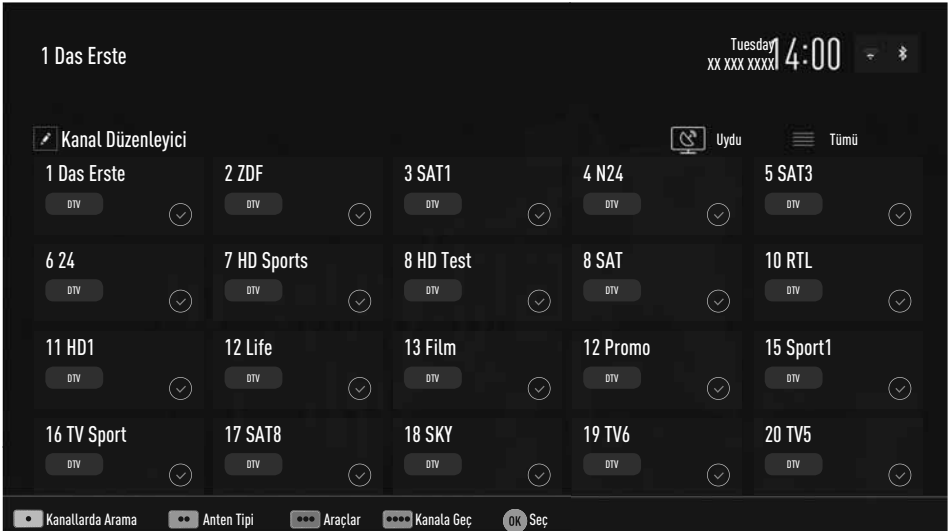 1 Das Erste
Tuesday
xx xxx xxxx
14:00
Kanal Düzenleyici
Uydu
Tümü
1 Das Erste
2 ZDF
3 SAT1
4 N24
5 SAT3
DTV
DTV
DTV
DTV
DTV
6 24
7 HD Sports
8 HD Test
8 SAT
10 RTL
DTV
DTV
DTV
DTV
DTV
11 HD1
12 Life
13 Film
12 Promo
15 Sport1
DTV
DTV
DTV
DTV
DTV
16 TV Sport
17 SAT8
18 SKY
19 TV6
20 TV5
DTV
DTV
DTV
DTV
DTV
Kanallarda Arama
Anten Tipi
Araçlar
Kanala Geç
OK Seç